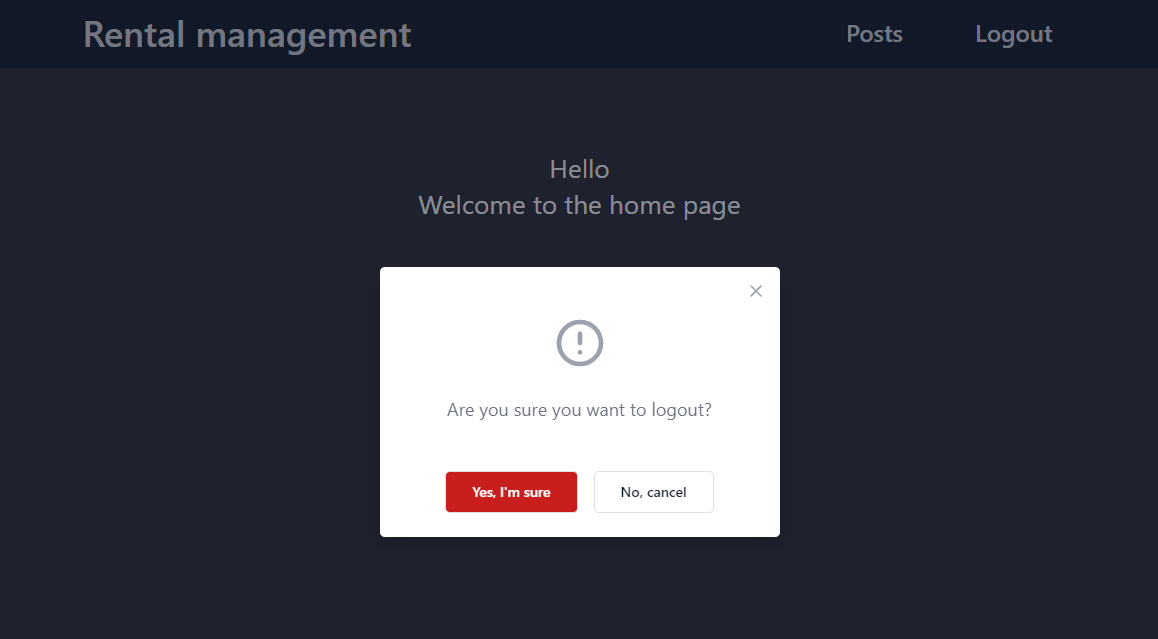 Rental management
Posts
Logout
Hello
Welcome to the home page
Are you sure you want to logout?
Yes, I'm sure
No, cancel